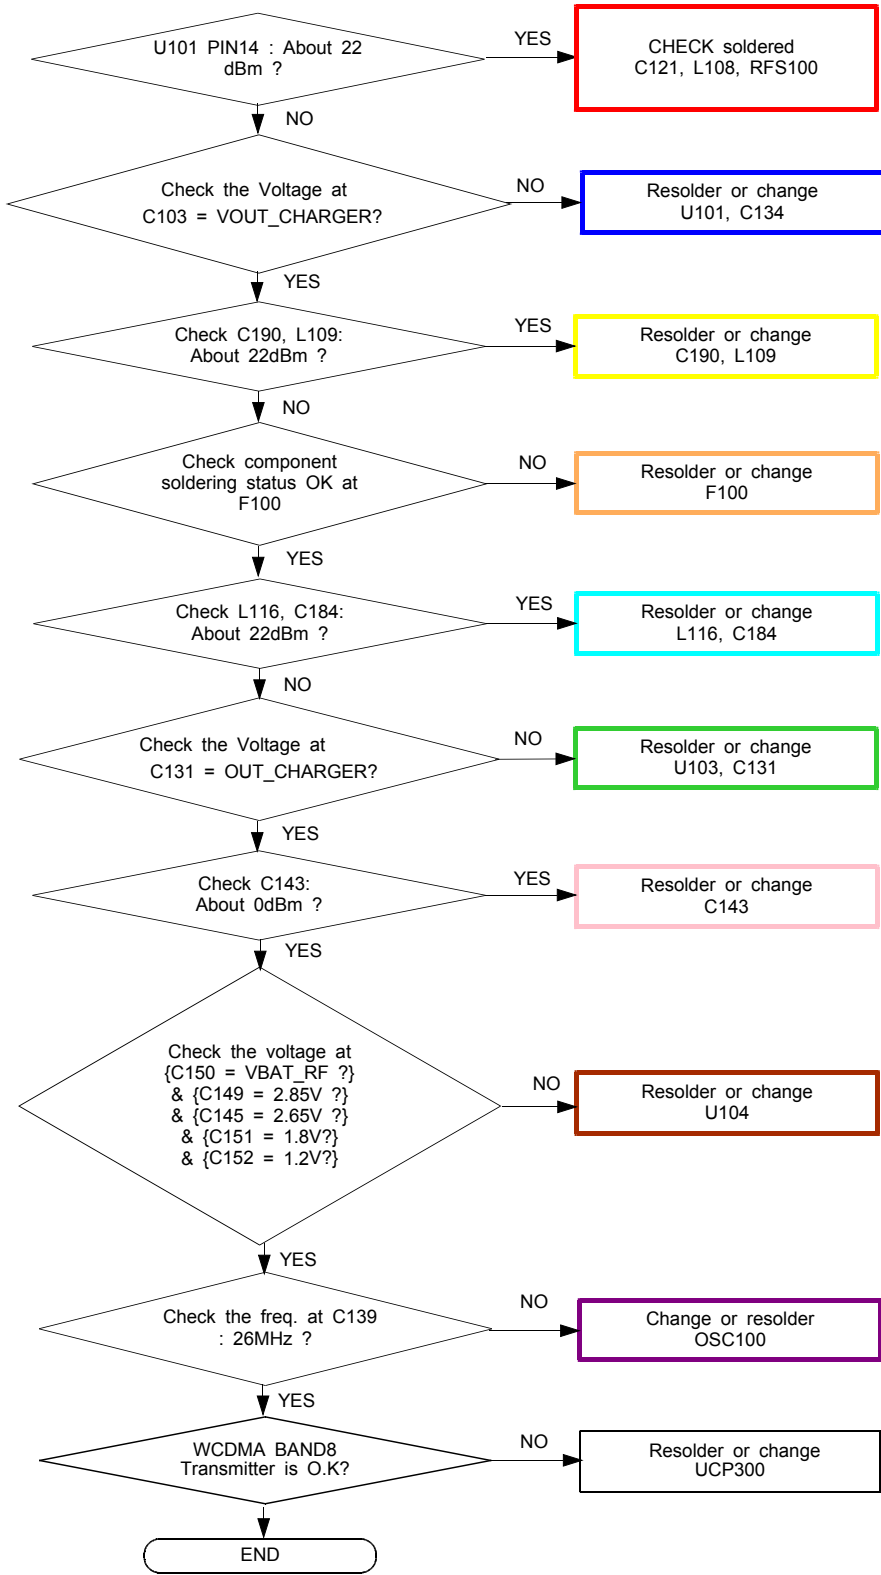 U101 PIN14 : About 22
dBm ?
YES
CHECK soldered
C121, L108, RFS100
NO
Check the Voltage at
C103 = VOUT_CHARGER?
NO
Resolder or change
U101, C134
YES
Check C190, L109:
About 22dBm ?
YES
Resolder or change
C190, L109
NO
Check component
soldering status OK at
F100
NO
Resolder or change
F100
YES
Check L116, C184:
About 22dBm ?
YES
Resolder or change
L116, C184
NO
Check the Voltage at
C131 = OUT_CHARGER?
NO
Resolder or change
U103, C131
YES
Check C143:
About 0dBm ?
YES
Resolder or change
C143
YES
Check the voltage at
{C150 = VBAT_RF ?}
& {C149 = 2.85V ?}
& {C145 = 2.65V ?}
& {C151 = 1.8V?}
& {C152 = 1.2V?}
NO
Resolder or change
U104
YES
Check the freq. at C139
: 26MHz ?
NO
Change or resolder
OSC100
YES
WCDMA BAND8
Transmitter is O.K?
NO
Resolder or change
UCP300
END